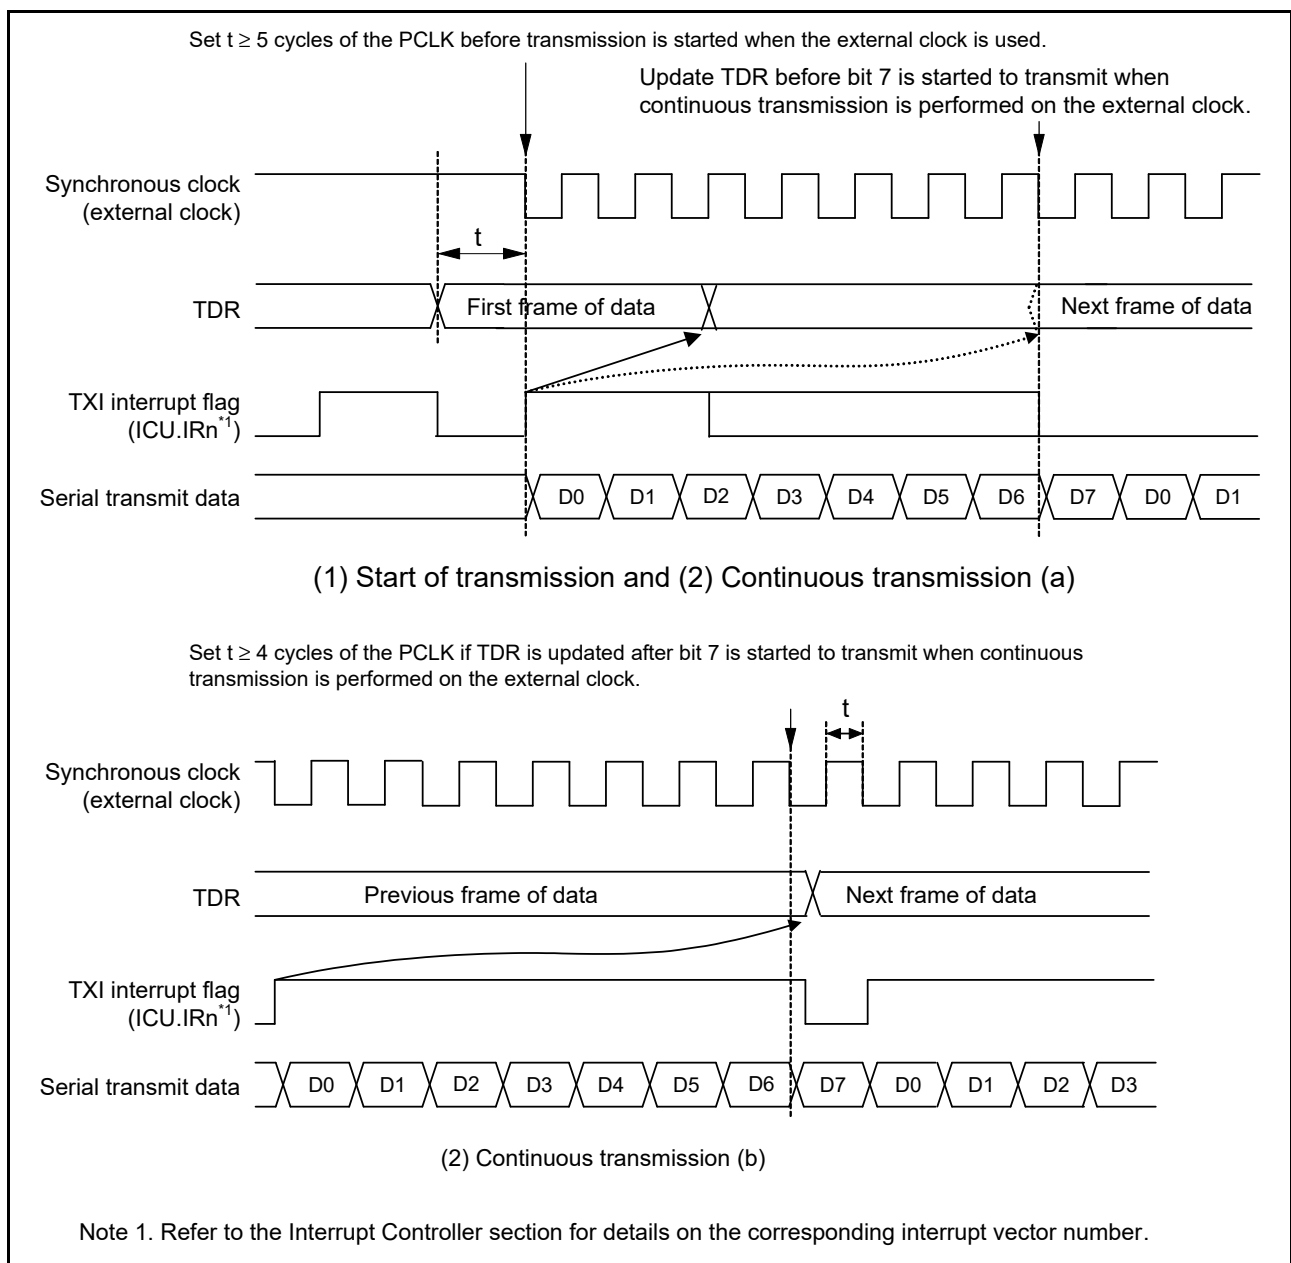 Set t ≥ 5 cycles of the PCLK before transmission is started when the external clock is used.
Update TDR before bit 7 is started to transmit when
continuous transmission is performed on the external clock.
Synchronous clock
(external clock)
t
TDR
First frame of data
Next frame of data
TXI interrupt flag
(ICU.IRn*1)
Serial transmit data
D0 D1 D2 D3 D4 D5 D6 D7 D0 D1
(1) Start of transmission and (2) Continuous transmission (a)
Set t ≥ 4 cycles of the PCLK if TDR is updated after bit 7 is started to transmit when continuous
transmission is performed on the external clock.
t
Synchronous clock
(external clock)
TDR
Previous frame of data
Next frame of data
TXI interrupt flag
(ICU.IRn*1)
Serial transmit data
D0 D1 D2 D3 D4 D5 D6 D7 D0 D1 D2 D3
(2) Continuous transmission (b)
Note 1. Refer to the Interrupt Controller section for details on the corresponding interrupt vector number.